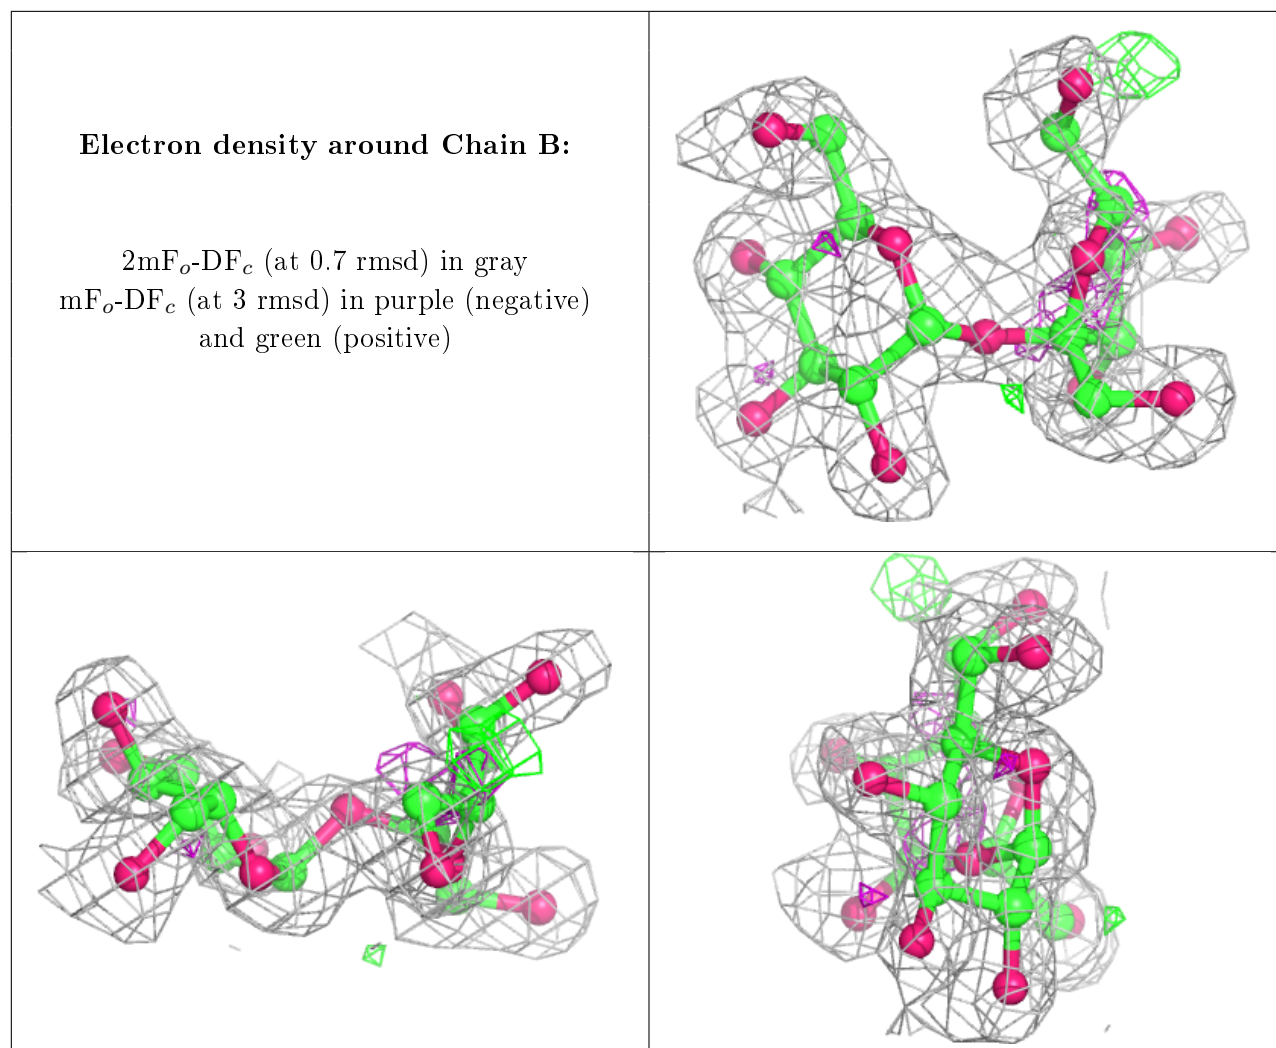 Electron density around Chain B:
2mFₒ-DF𝒸 (at 0.7 rmsd) in gray
mFₒ-DF𝒸 (at 3 rmsd) in purple (negative)
and green (positive)